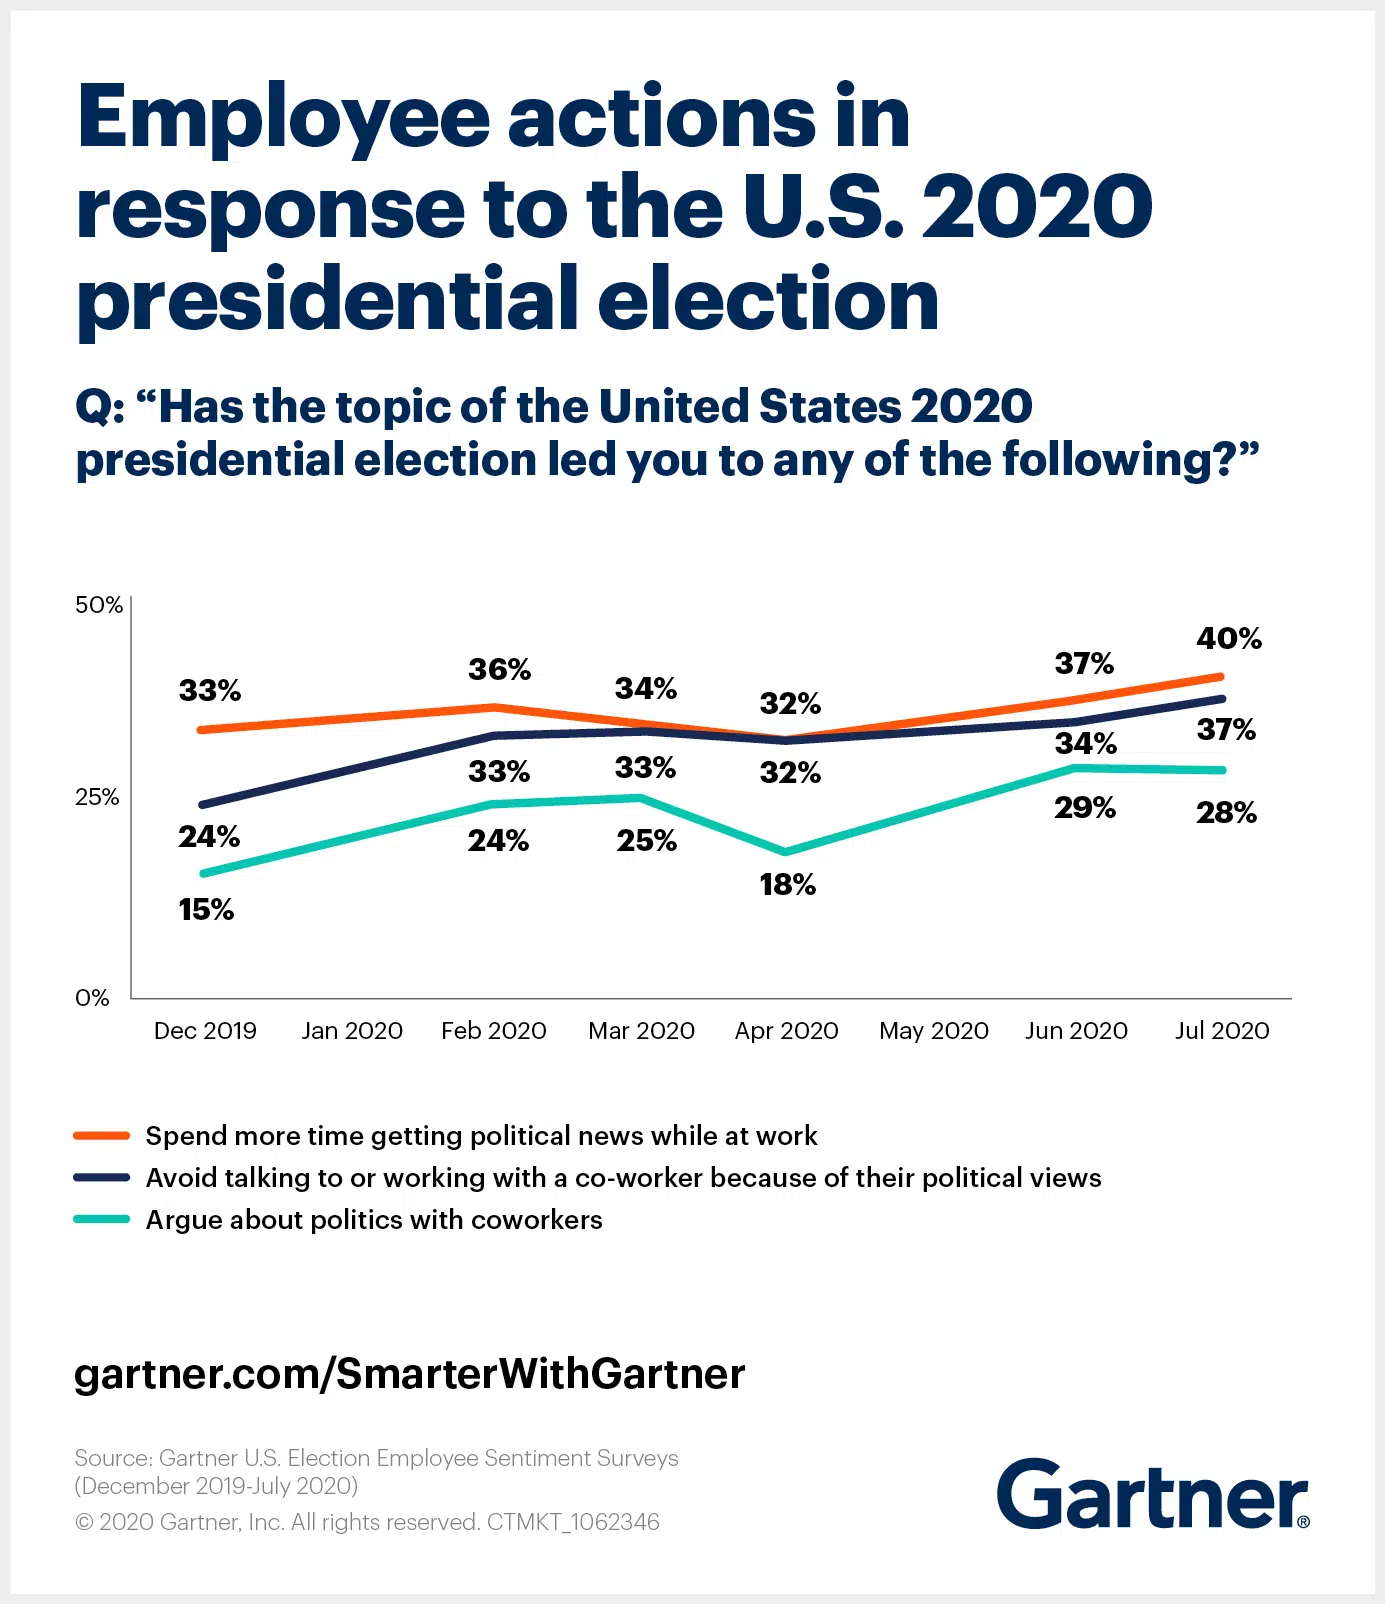 Employee actions in
response to the U.S. 2020
presidential election
Q: “Has the topic of the United States 2020
presidential election led you to any of the following?”
50%
25%
0%
33%
36%
34%
32%
37%
40%
24%
33%
33%
32%
34%
37%
15%
24%
25%
18%
29%
28%
Dec 2019 Jan 2020 Feb 2020 Mar 2020 Apr 2020 May 2020 Jun 2020 Jul 2020
Spend more time getting political news while at work
Avoid talking to or working with a co-worker because of their political views
Argue about politics with coworkers
gartner.com/SmarterWithGartner
Source: Gartner U.S. Election Employee Sentiment Surveys
(December 2019-July 2020)
© 2020 Gartner, Inc. All rights reserved. CTMKT_1062346
Gartner®